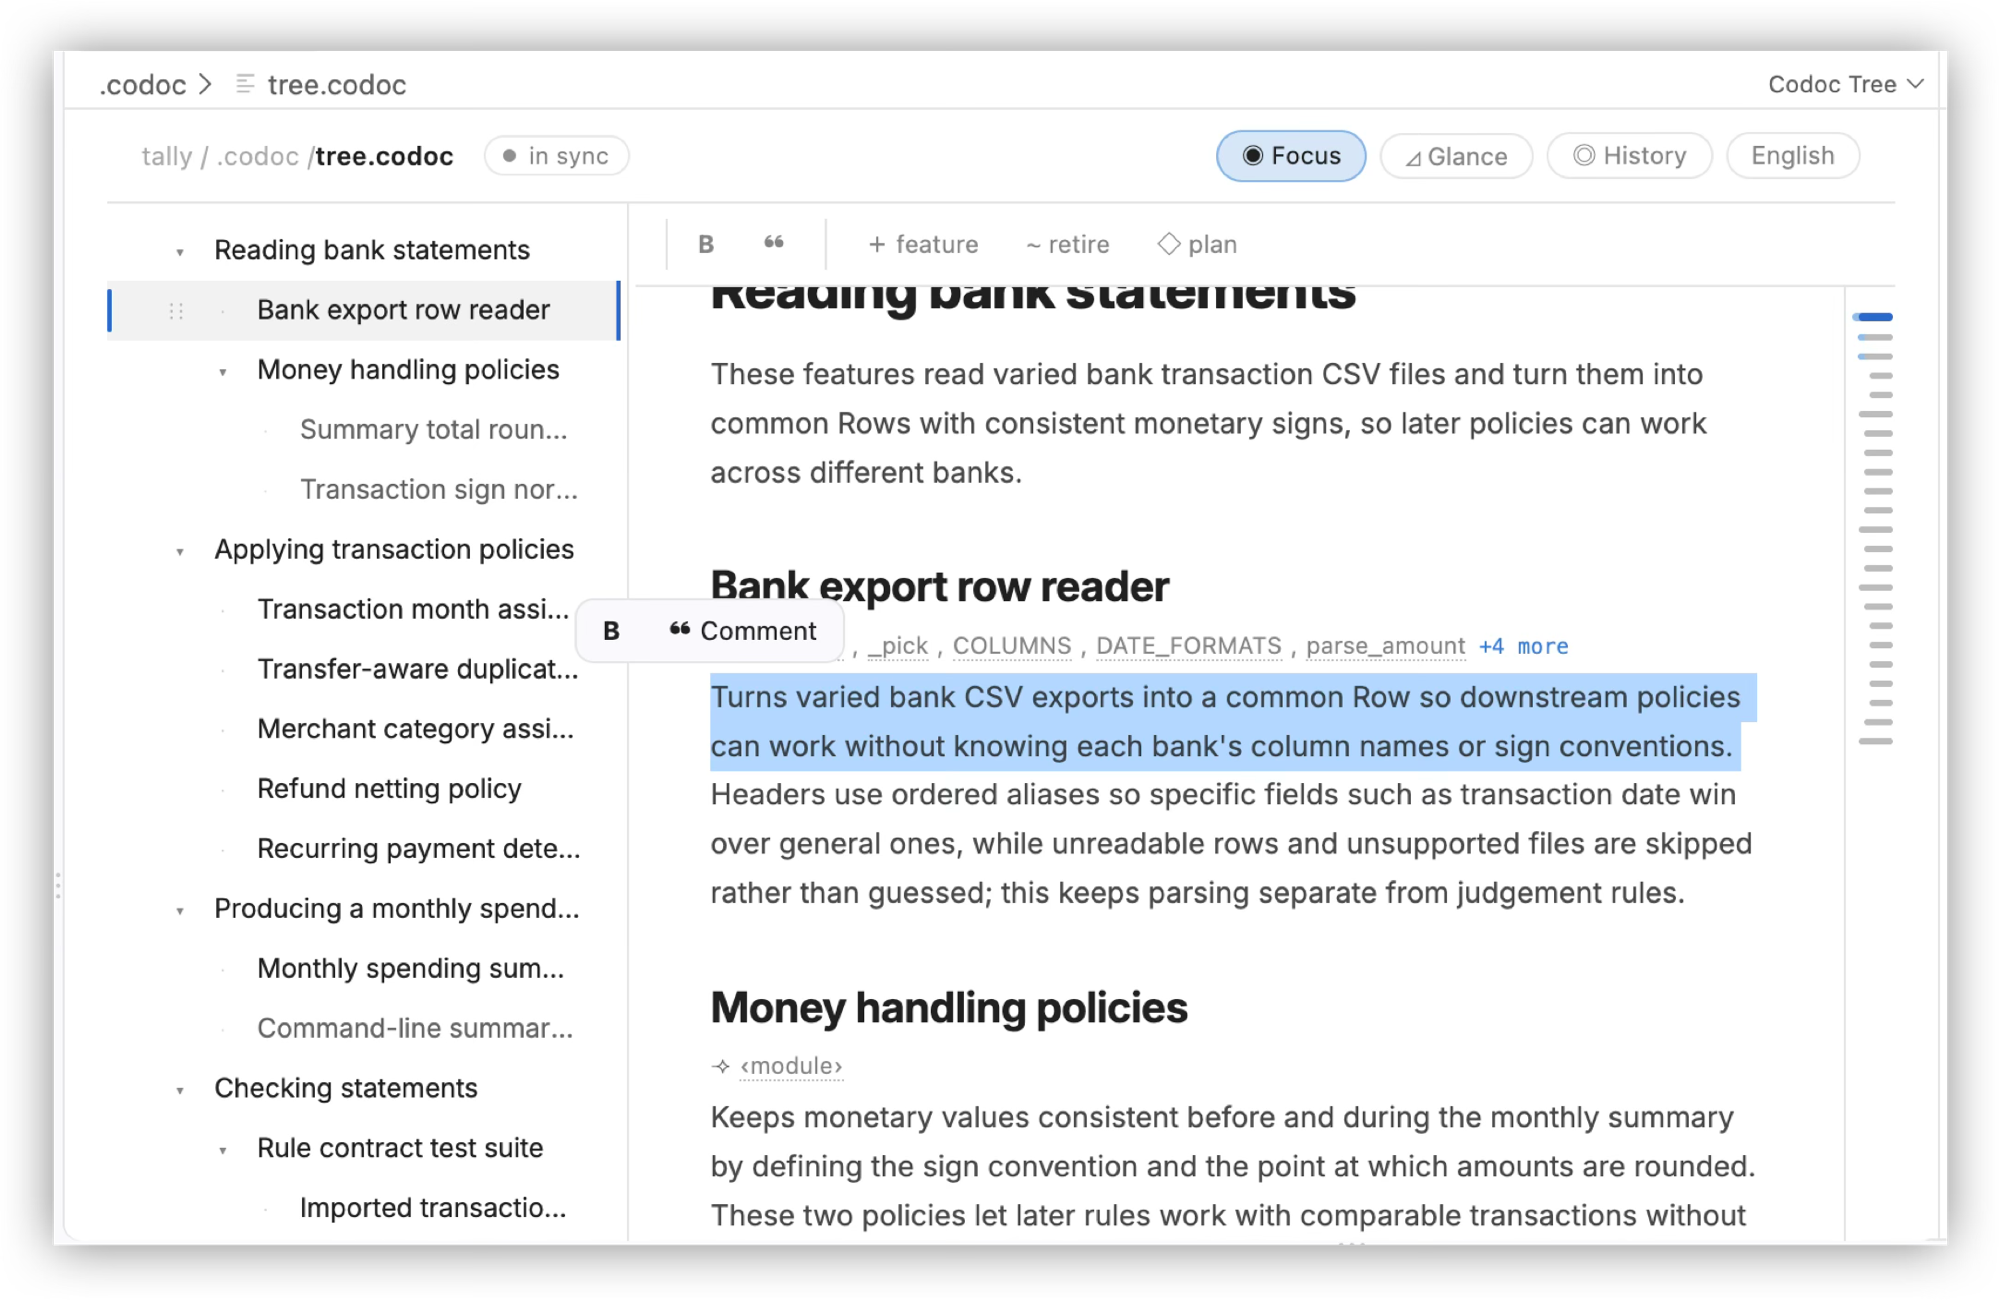 .codoc > tree.codoc
Codoc Tree
tally / .codoc /tree.codoc
in sync
Focus
Glance
History
English
Reading bank statements
Bank export row reader
Money handling policies
Summary total roun...
Transaction sign nor...
Applying transaction policies
Transaction month assi...
Transfer-aware duplicat...
Merchant category assi...
Refund netting policy
Recurring payment dete...
Producing a monthly spend...
Monthly spending sum...
Command-line summar...
Checking statements
Rule contract test suite
Imported transactio...
B ❝ + feature ~ retire ◇ plan
Reading bank statements
These features read varied bank transaction CSV files and turn them into
common Rows with consistent monetary signs, so later policies can work
across different banks.
Bank export row reader
B ❝ Comment
, _pick , COLUMNS , DATE_FORMATS , parse_amount +4 more
Turns varied bank CSV exports into a common Row so downstream policies
can work without knowing each bank's column names or sign conventions.
Headers use ordered aliases so specific fields such as transaction date win
over general ones, while unreadable rows and unsupported files are skipped
rather than guessed; this keeps parsing separate from judgement rules.
Money handling policies
‹module›
Keeps monetary values consistent before and during the monthly summary
by defining the sign convention and the point at which amounts are rounded.
These two policies let later rules work with comparable transactions without